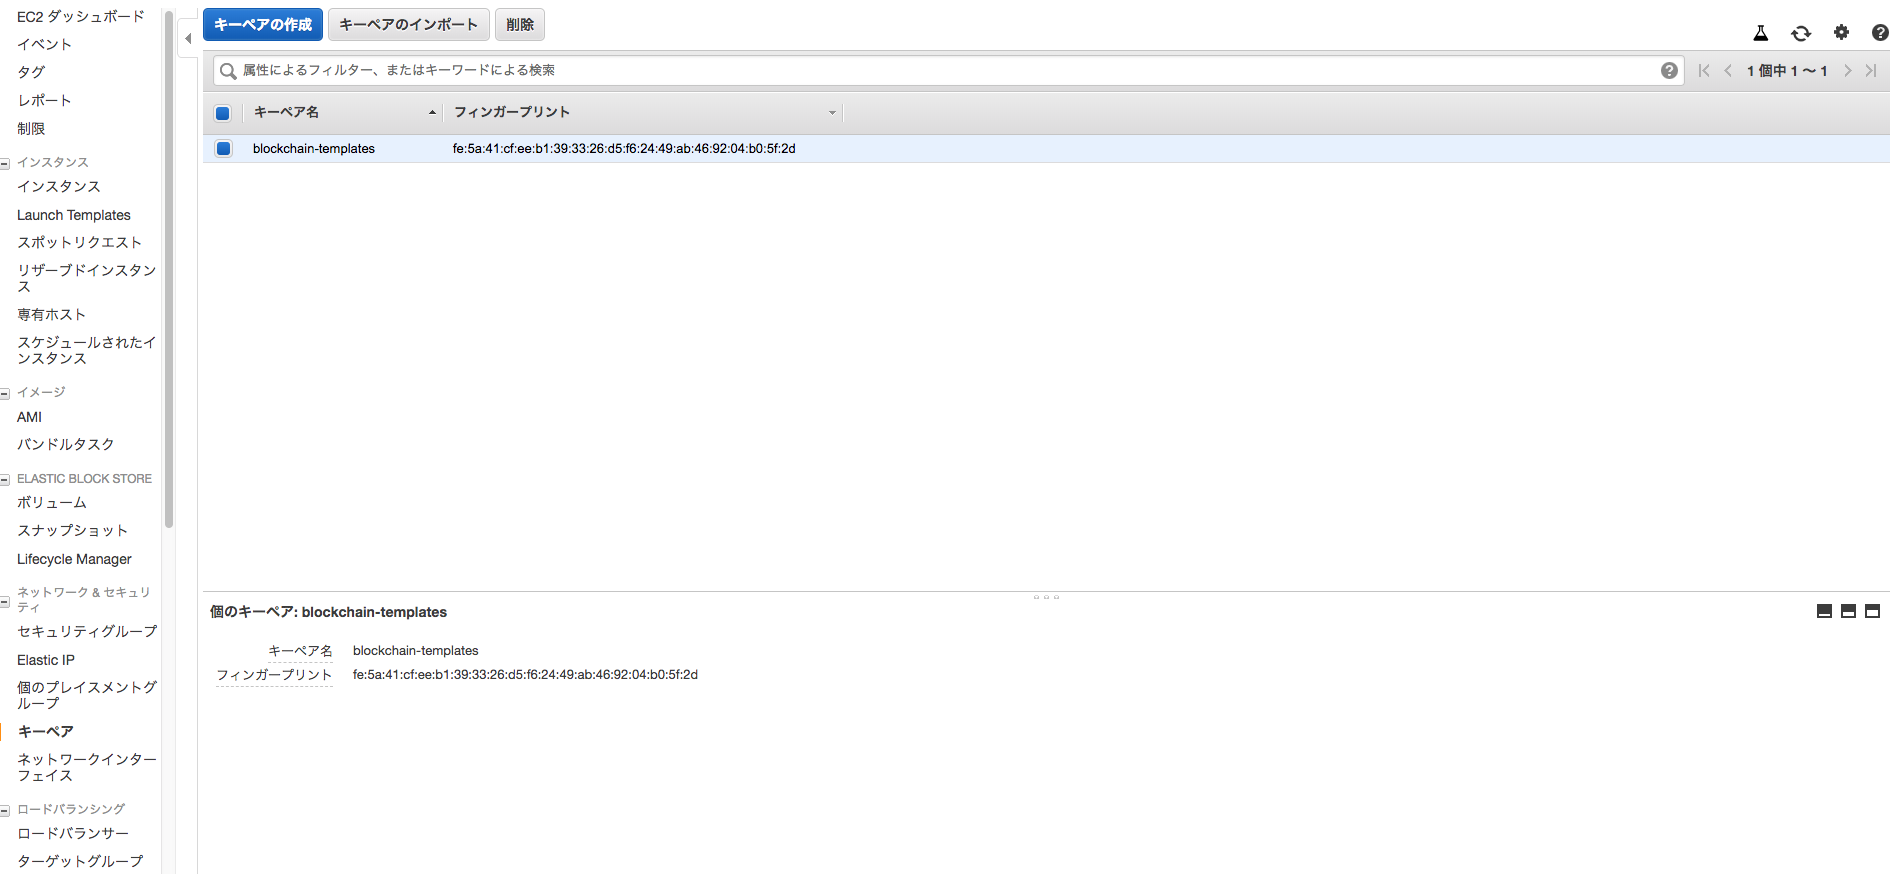 EC2 ダッシュボード
イベント
タグ
レポート
制限
インスタンス
インスタンス
Launch Templates
スポットリクエスト
リザーブドインスタン
ス
専有ホスト
スケジュールされたイ
ンスタンス
イメージ
AMI
バンドルタスク
ELASTIC BLOCK STORE
ボリューム
スナップショット
Lifecycle Manager
ネットワーク & セキュリ
ティ
セキュリティグループ
Elastic IP
個のプレイスメントグ
ループ
キーペア
ネットワークインター
フェイス
ロードバランシング
ロードバランサー
ターゲットグループ
キーペアの作成 キーペアのインポート 削除
属性によるフィルター、またはキーワードによる検索
1 個中 1 〜 1
キーペア名 フィンガープリント
blockchain-templates fe:5a:41:cf:ee:b1:39:33:26:d5:f6:24:49:ab:46:92:04:b0:5f:2d
個のキーペア: blockchain-templates
キーペア名 blockchain-templates
フィンガープリント fe:5a:41:cf:ee:b1:39:33:26:d5:f6:24:49:ab:46:92:04:b0:5f:2d